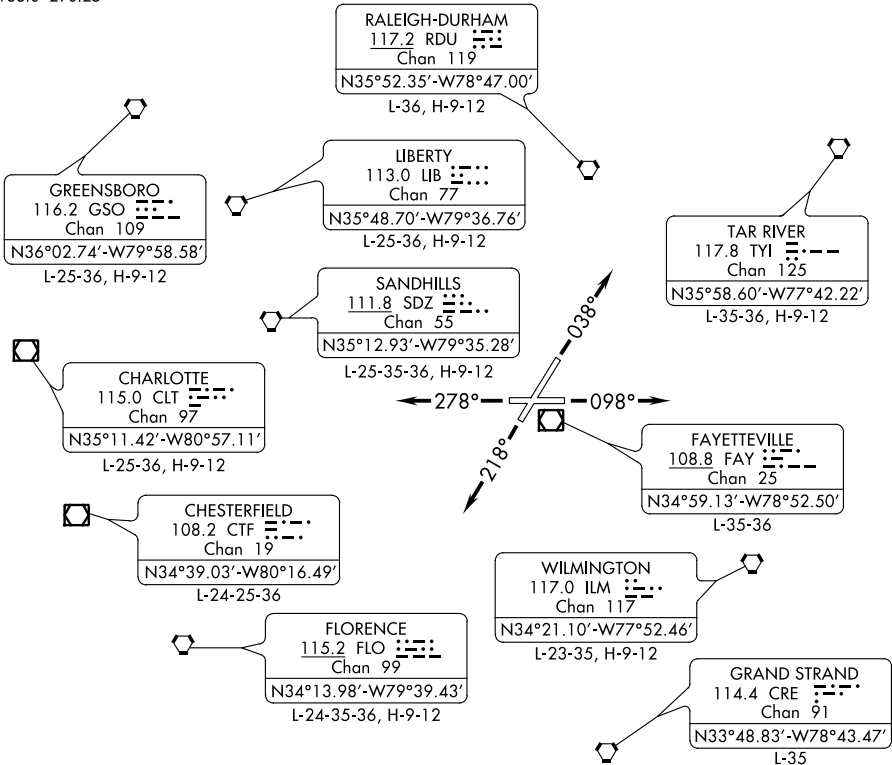 RALEIGH-DURHAM
117.2 RDU
Chan 119
N35°52.35'-W78°47.00'
L-36, H-9-12
LIBERTY
113.0 LIB
Chan 77
N35°48.70'-W79°36.76'
L-25-36, H-9-12
GREENSBORO
116.2 GSO
Chan 109
N36°02.74'-W79°58.58'
L-25-36, H-9-12
TAR RIVER
117.8 TYI
Chan 125
N35°58.60'-W77°42.22'
L-35-36, H-9-12
SANDHILLS
111.8 SDZ
Chan 55
N35°12.93'-W79°35.28'
L-25-35-36, H-9-12
038°
278°
098°
218°
CHARLOTTE
115.0 CLT
Chan 97
N35°11.42'-W80°57.11'
L-25-36, H-9-12
FAYETTEVILLE
108.8 FAY
Chan 25
N34°59.13'-W78°52.50'
L-35-36
CHESTERFIELD
108.2 CTF
Chan 19
N34°39.03'-W80°16.49'
L-24-25-36
WILMINGTON
117.0 ILM
Chan 117
N34°21.10'-W77°52.46'
L-23-35, H-9-12
FLORENCE
115.2 FLO
Chan 99
N34°13.98'-W79°39.43'
L-24-35-36, H-9-12
GRAND STRAND
114.4 CRE
Chan 91
N33°48.83'-W78°43.47'
L-35